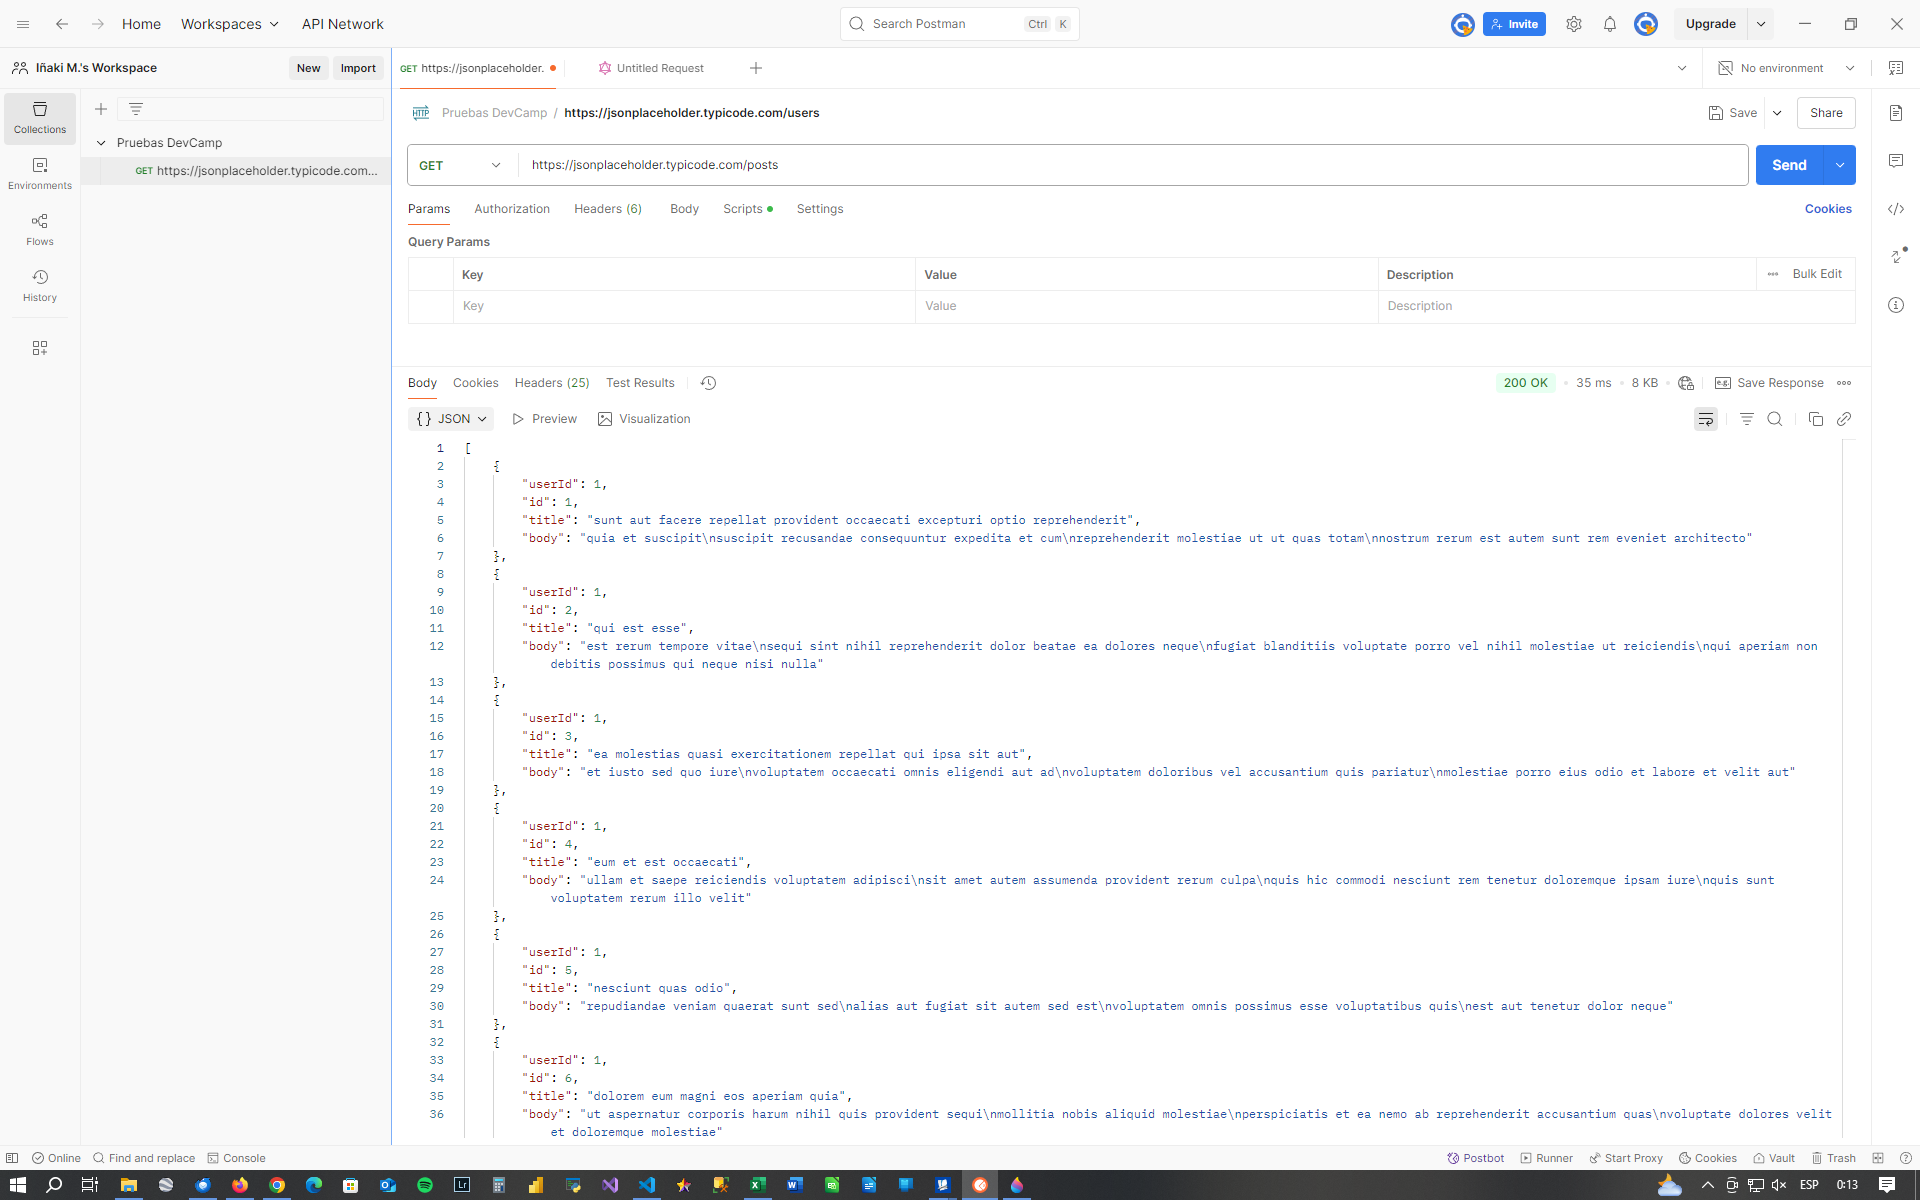 Home Workspaces API Network Search Postman Ctrl K Invite Upgrade
Iñaki M.'s Workspace New Import GET https://jsonplaceholder. Untitled Request No environment
Collections
Environments
Flows
History
Pruebas DevCamp
GET https://jsonplaceholder.typicode.com...
HTTP Pruebas DevCamp / https://jsonplaceholder.typicode.com/users Save Share
GET https://jsonplaceholder.typicode.com/posts Send
Params Authorization Headers (6) Body Scripts Settings Cookies
Query Params
Key Value Description Bulk Edit
Key Value Description
Body Cookies Headers (25) Test Results 200 OK 35 ms 8 KB e.g. Save Response
{} JSON Preview Visualization
1 [
2 {
3 "userId": 1,
4 "id": 1,
5 "title": "sunt aut facere repellat provident occaecati excepturi optio reprehenderit",
6 "body": "quia et suscipit\nsuscipit recusandae consequuntur expedita et cum\nreprehenderit molestiae ut ut quas totam\nnostrum rerum est autem sunt rem eveniet architecto"
7 },
8 {
9 "userId": 1,
10 "id": 2,
11 "title": "qui est esse",
12 "body": "est rerum tempore vitae\nsequi sint nihil reprehenderit dolor beatae ea dolores neque\nfugiat blanditiis voluptate porro vel nihil molestiae ut reiciendis\nqui aperiam non
debitis possimus qui neque nisi nulla"
13 },
14 {
15 "userId": 1,
16 "id": 3,
17 "title": "ea molestias quasi exercitationem repellat qui ipsa sit aut",
18 "body": "et iusto sed quo iure\nvoluptatem occaecati omnis eligendi aut ad\nvoluptatem doloribus vel accusantium quis pariatur\nmolestiae porro eius odio et labore et velit aut"
19 },
20 {
21 "userId": 1,
22 "id": 4,
23 "title": "eum et est occaecati",
24 "body": "ullam et saepe reiciendis voluptatem adipisci\nsit amet autem assumenda provident rerum culpa\nquis hic commodi nesciunt rem tenetur doloremque ipsam iure\nquis sunt
voluptatem rerum illo velit"
25 },
26 {
27 "userId": 1,
28 "id": 5,
29 "title": "nesciunt quas odio",
30 "body": "repudiandae veniam quaerat sunt sed\nalias aut fugiat sit autem sed est\nvoluptatem omnis possimus esse voluptatibus quis\nest aut tenetur dolor neque"
31 },
32 {
33 "userId": 1,
34 "id": 6,
35 "title": "dolorem eum magni eos aperiam quia",
36 "body": "ut aspernatur corporis harum nihil quis provident sequi\nmollitia nobis aliquid molestiae\nperspiciatis et ea nemo ab reprehenderit accusantium quas\nvoluptate dolores velit
et doloremque molestiae"
Online Find and replace Console Postbot Runner Start Proxy Cookies Vault Trash
ESP 0:13